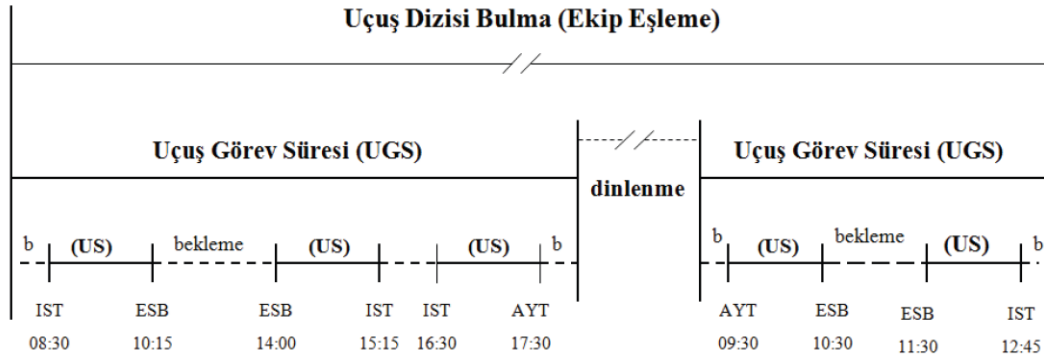 Uçuş Dizisi Bulma (Ekip Eşleme)
Uçuş Görev Süresi (UGS)
Uçuş Görev Süresi (UGS)
dinlenme
b (US) bekleme (US) (US) b
b (US) bekleme (US) b
IST ESB ESB IST IST AYT AYT ESB ESB IST
08:30 10:15 14:00 15:15 16:30 17:30 09:30 10:30 11:30 12:45